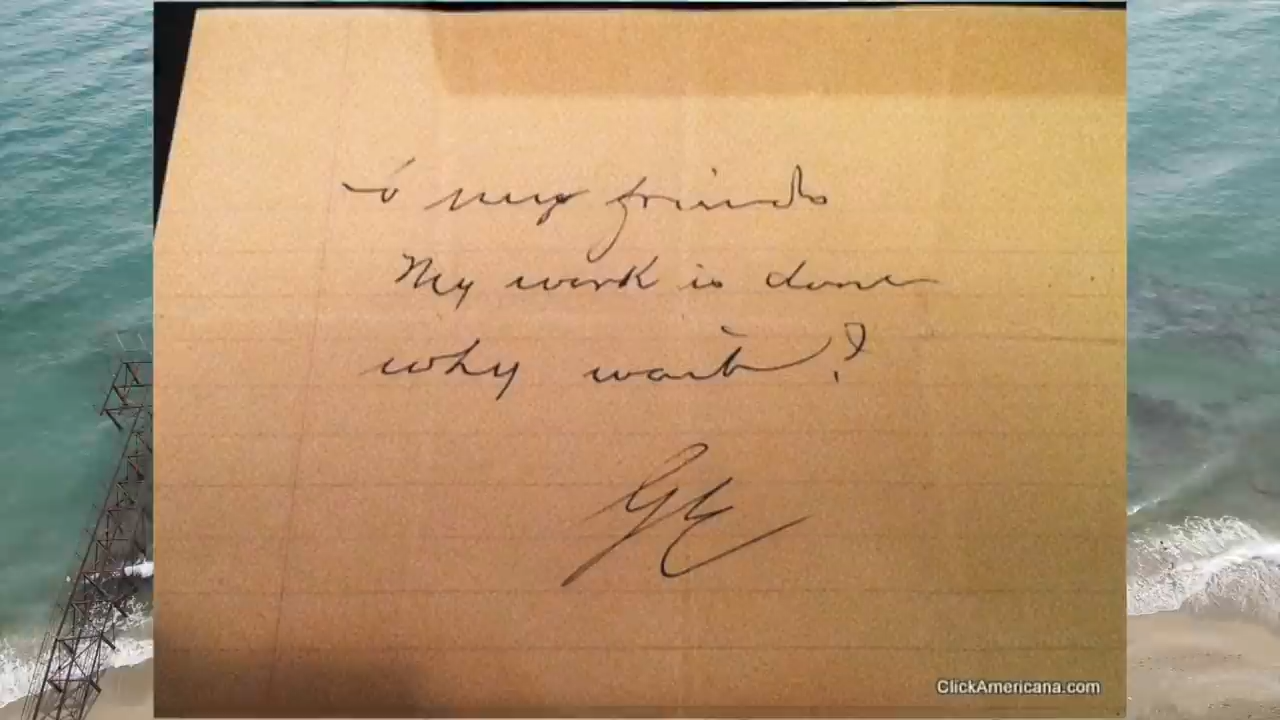 To my friends
My work is done
why wait?
GE
ClickAmericana.com